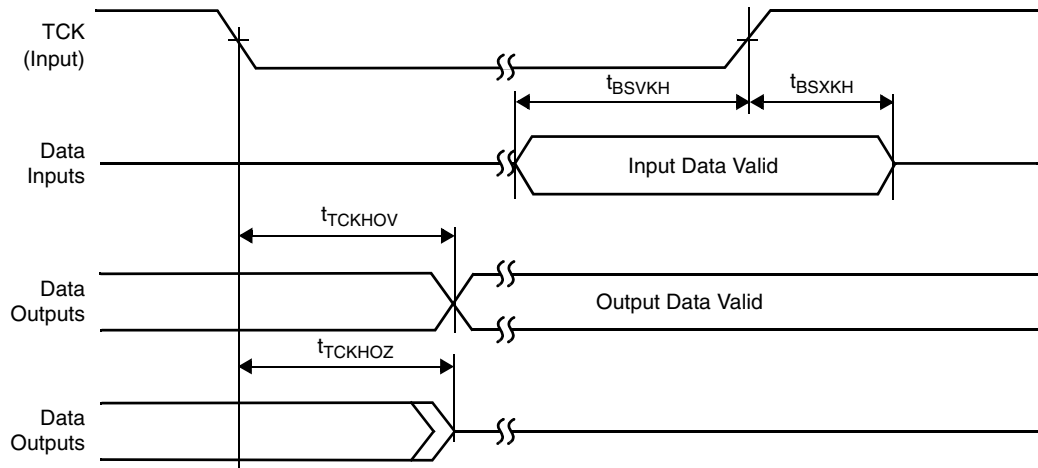 TCK
(Input)
tBSVKH
tBSXKH
Data
Inputs
Input Data Valid
tTCKHOV
Data
Outputs
Output Data Valid
tTCKHOZ
Data
Outputs